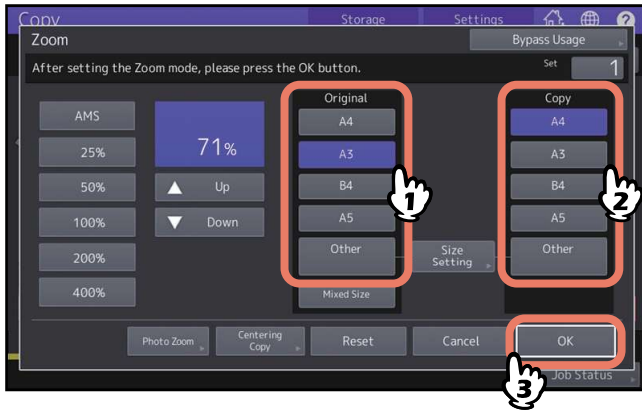 Copy
Storage
Settings
?
Zoom
Bypass Usage
After setting the Zoom mode, please press the OK button.
Set
1
Original
Copy
AMS
25%
50%
100%
200%
400%
71%
Up
Down
A4
A3
B4
A5
Other
Mixed Size
Size
Setting
A4
A3
B4
A5
Other
1
2
Photo Zoom
Centering
Copy
Reset
Cancel
OK
3
Job Status